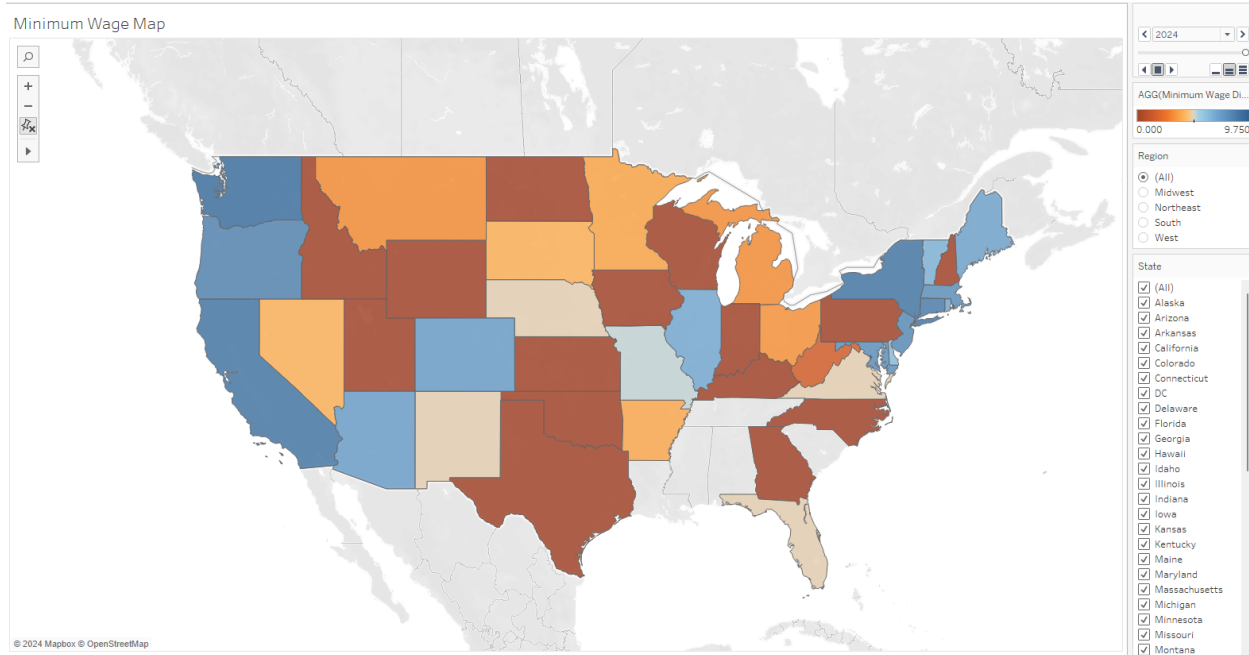 Minimum Wage Map
2024
AGG(Minimum Wage Di...
0.000 9.750
Region
(All)
Midwest
Northeast
South
West
State
(All)
Alaska
Arizona
Arkansas
California
Colorado
Connecticut
DC
Delaware
Florida
Georgia
Hawaii
Idaho
Illinois
Indiana
Iowa
Kansas
Kentucky
Maine
Maryland
Massachusetts
Michigan
Minnesota
Missouri
Montana
© 2024 Mapbox © OpenStreetMap